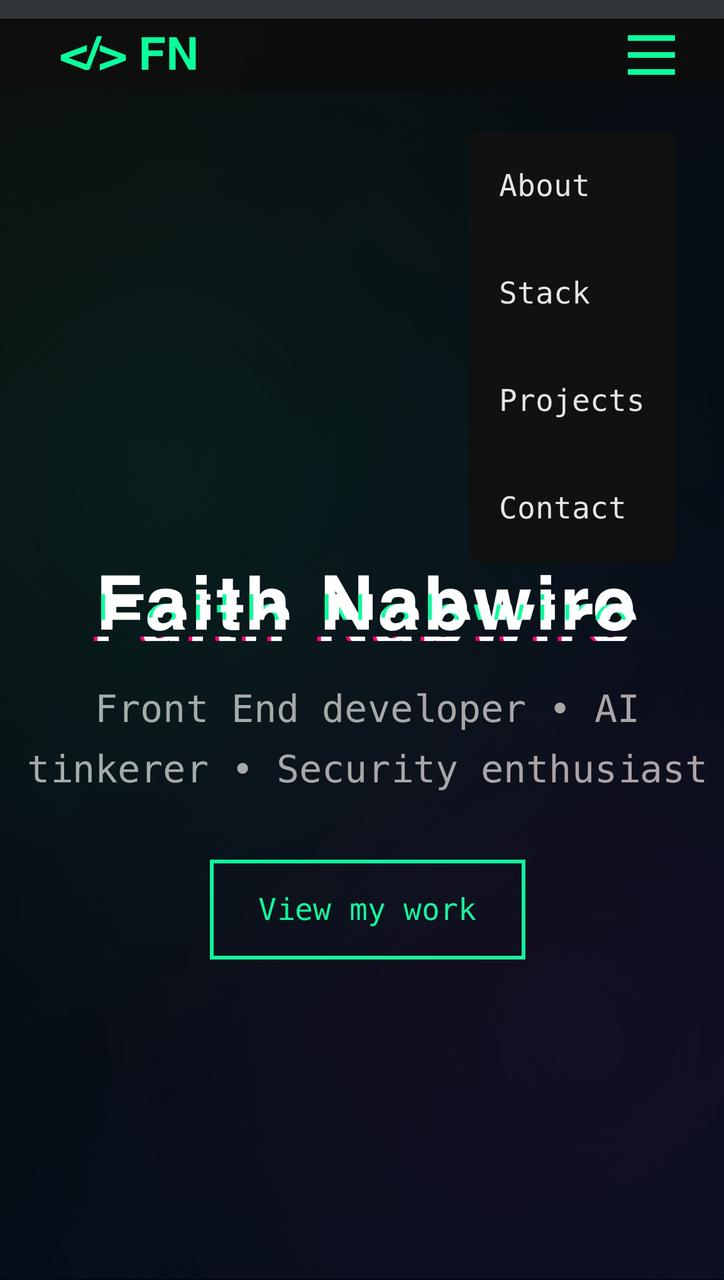 </> FN
About
Stack
Projects
Contact
Faith Nabwire
Front End developer • AI
tinkerer • Security enthusiast
View my work